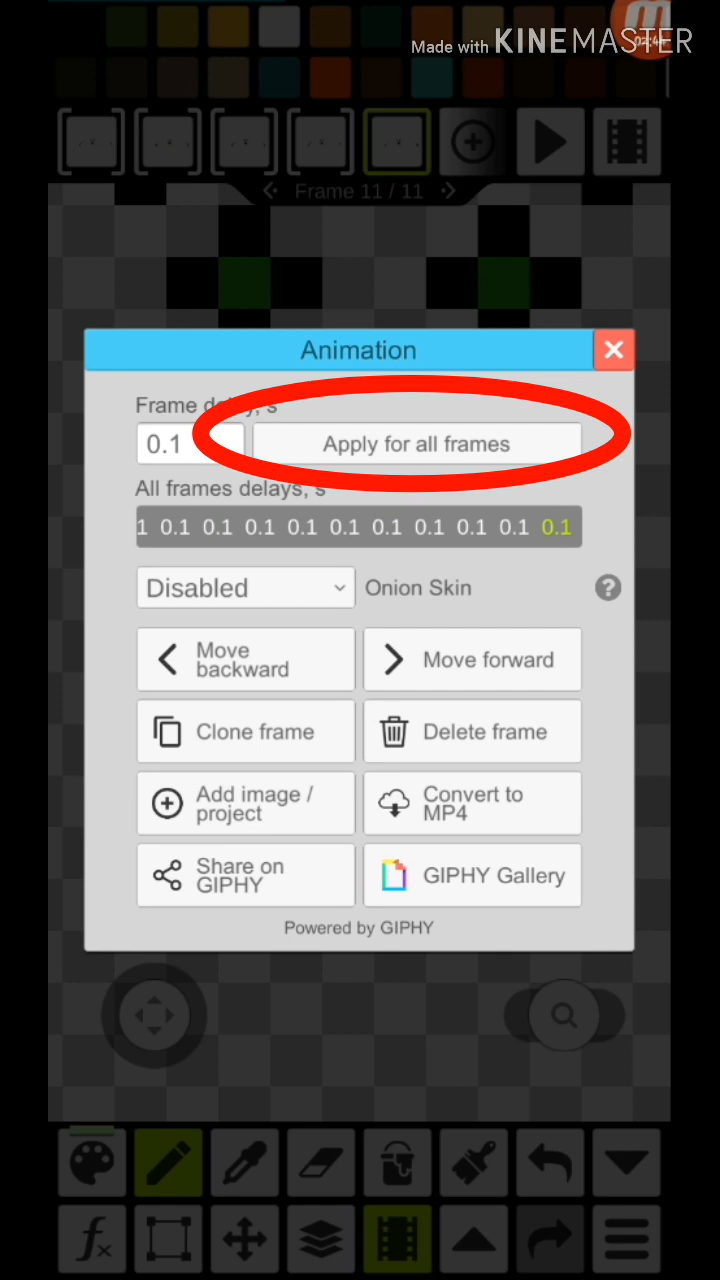 Made with KINEMASTER
Frame 11 / 11
Animation
Frame delay, s
0.1
Apply for all frames
All frames delays, s
1 0.1 0.1 0.1 0.1 0.1 0.1 0.1 0.1 0.1 0.1
Disabled
Onion Skin
?
Move
backward
Move forward
Clone frame
Delete frame
Add image /
project
Convert to
MP4
Share on
GIPHY
GIPHY Gallery
Powered by GIPHY
fx